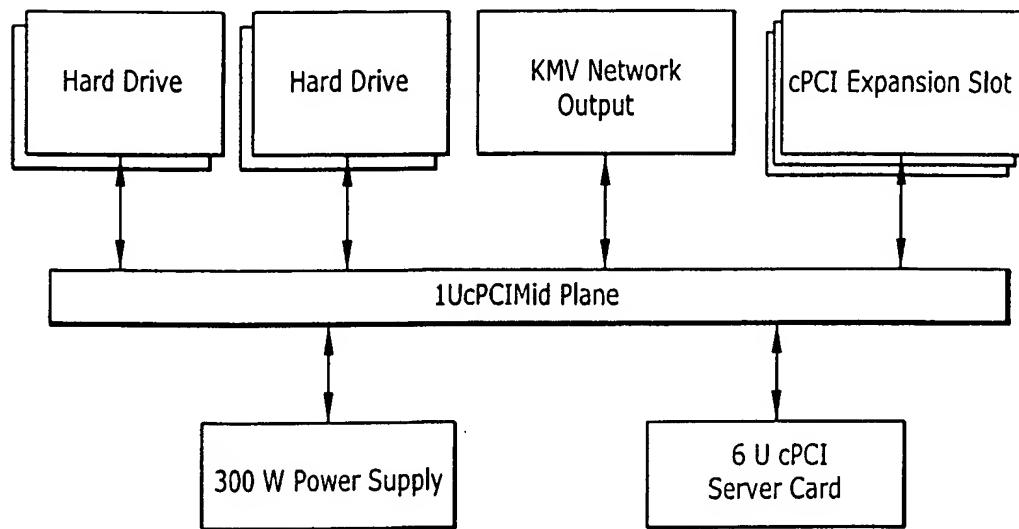 Hard Drive
Hard Drive
KMV Network
Output
cPCI Expansion Slot
1UcPCIMid Plane
300 W Power Supply
6 U cPCI
Server Card